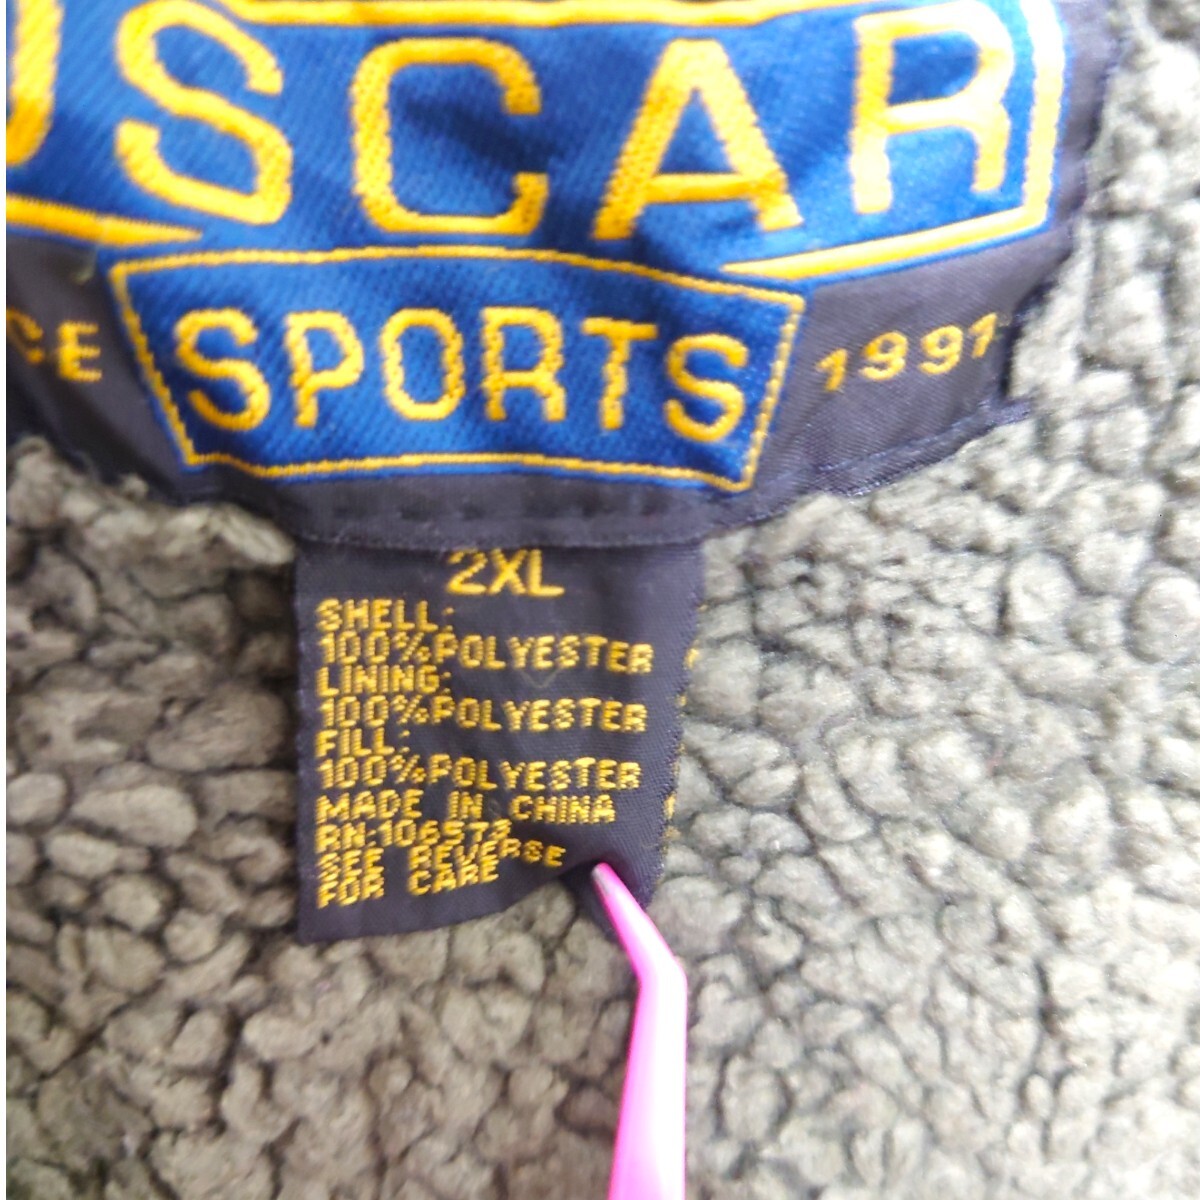 OSCAR
SPORTS
CE 1991
2XL
SHELL:
100%POLYESTER
LINING:
100%POLYESTER
FILL:
100%POLYESTER
MADE IN CHINA
RN:106573
SEE REVERSE
FOR CARE